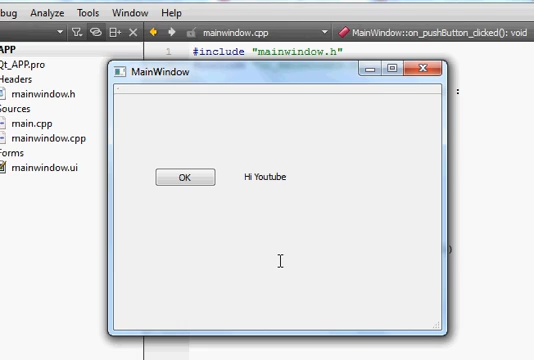 bug Analyze Tools Window Help
mainwindow.cpp MainWindow::on_pushButton_clicked(): void
APP
Qt_APP.pro
Headers
mainwindow.h
Sources
main.cpp
mainwindow.cpp
Forms
mainwindow.ui
1 #include "mainwindow.h"
MainWindow
OK Hi Youtube